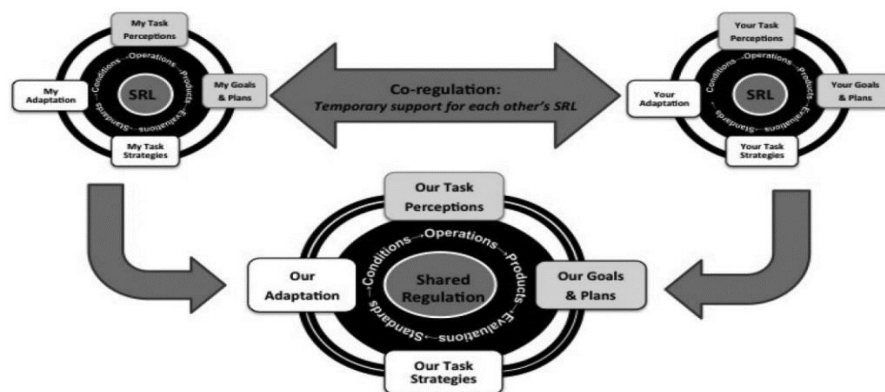 My Task
Perceptions
My Adaptation
SRL
My Goals
& Plans
My Task
Strategies
Conditions→Operations→Products→Evaluations→Standards→
Co-regulation:
Temporary support for each other's SRL
Your Task
Perceptions
Your Adaptation
SRL
Your Goals
& Plans
Your Task
Strategies
Conditions→Operations→Products→Evaluations→Standards→
Our Task
Perceptions
Our
Adaptation
Shared
Regulation
Our Goals
& Plans
Our Task
Strategies
Conditions→Operations→Products→Evaluations→Standards→